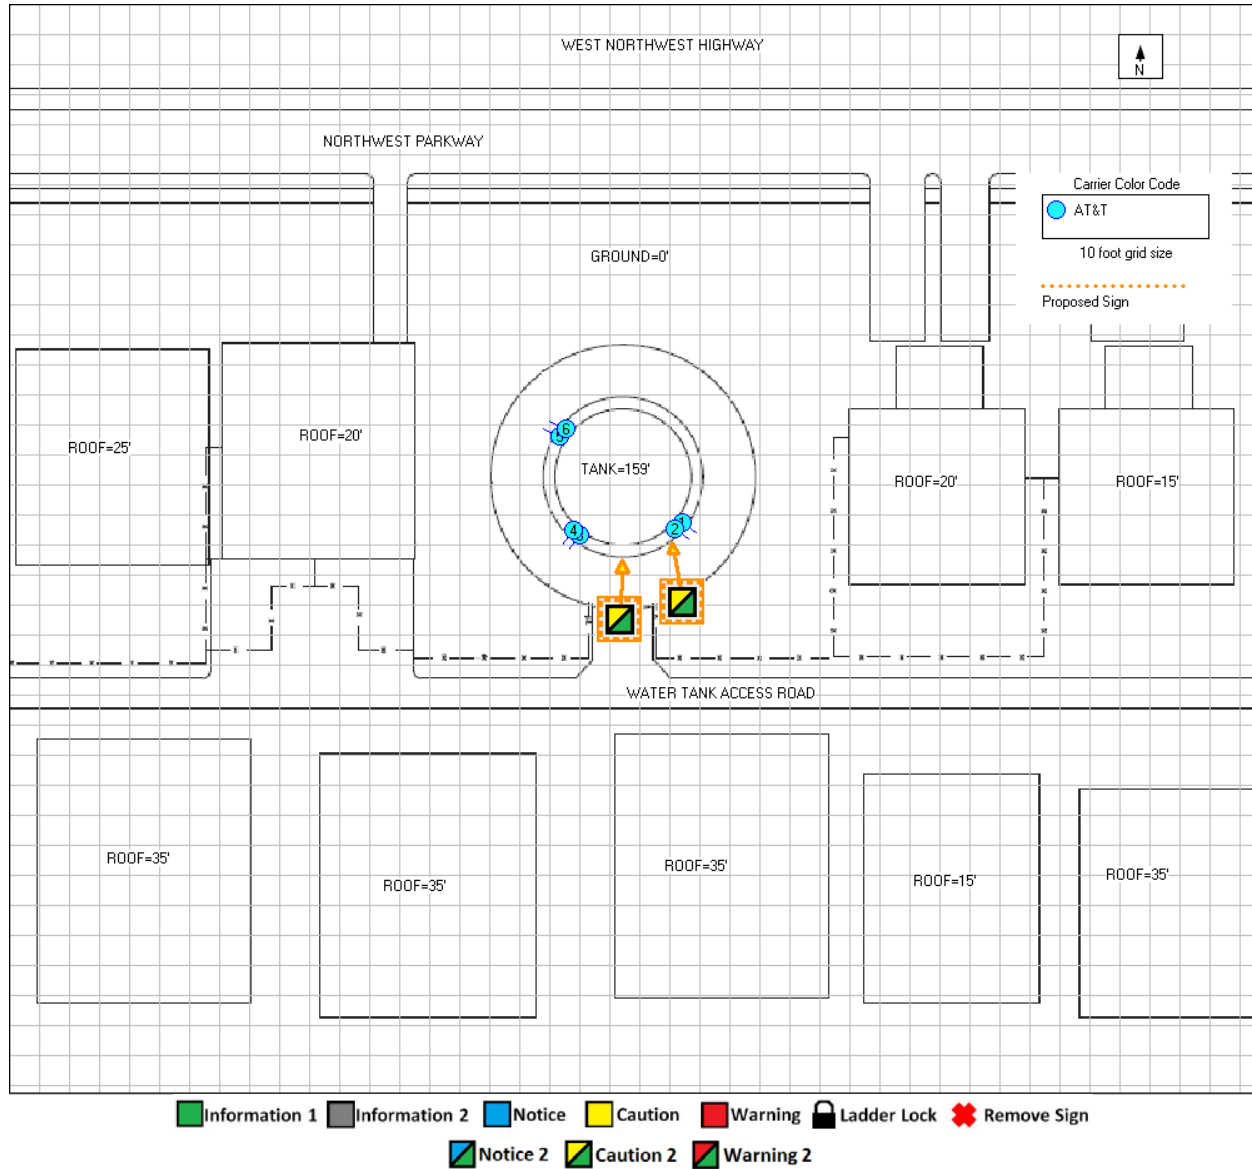 WEST NORTHWEST HIGHWAY
N
NORTHWEST PARKWAY
Carrier Color Code
AT&T
10 foot grid size
Proposed Sign
GROUND=0'
ROOF=25'
ROOF=20'
6
5
TANK=159'
4
3
1
2
ROOF=20'
ROOF=15'
WATER TANK ACCESS ROAD
ROOF=35'
ROOF=35'
ROOF=35'
ROOF=15'
ROOF=35'
Information 1 Information 2 Notice Caution Warning Ladder Lock Remove Sign
Notice 2 Caution 2 Warning 2